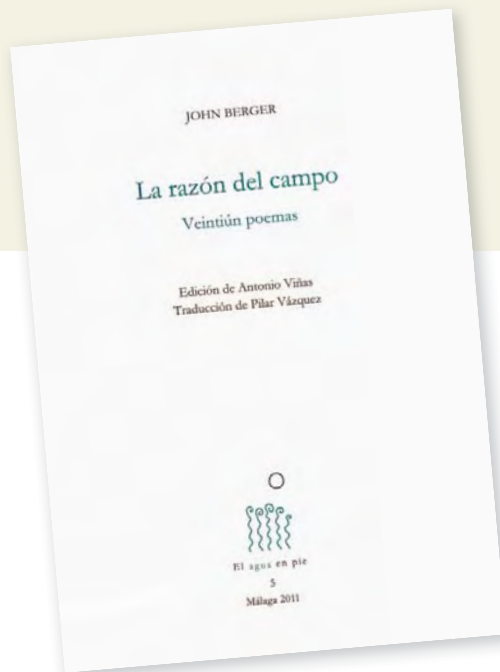 JOHN BERGER
La razón del campo
Veintiún poemas
Edición de Antonio Viñas
Traducción de Pilar Vázquez
El agua en pie
5
Málaga 2011